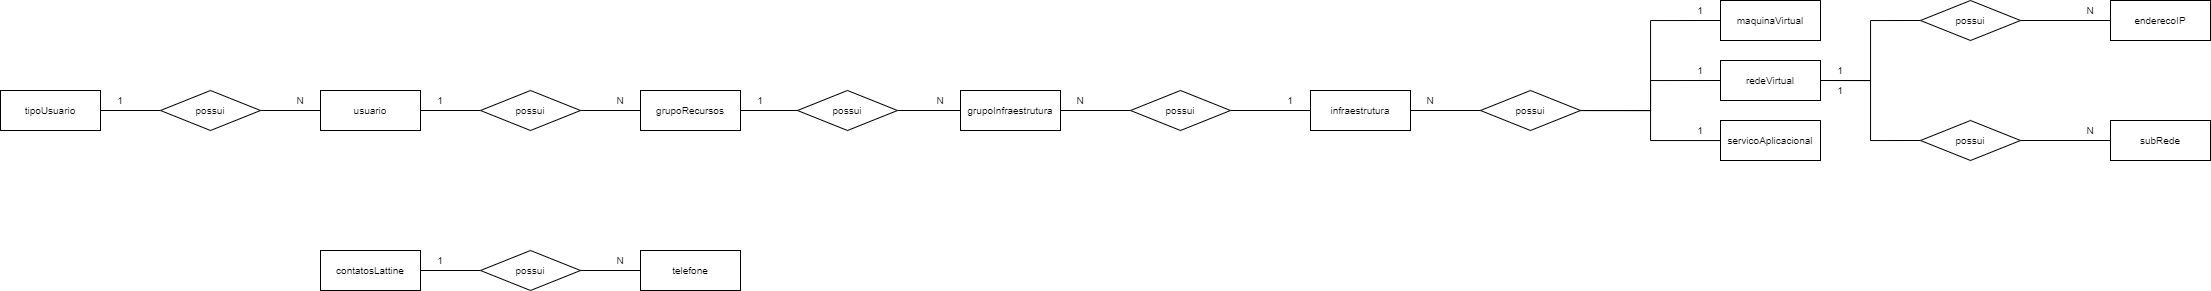 1
maquinaVirtual
possui
N
enderecoIP
1
redeVirtual
1
1
tipoUsuario
1
possui
N
usuario
1
possui
N
grupoRecursos
1
possui
N
grupoInfraestrutura
N
possui
1
infraestrutura
N
possui
1
servicoAplicacional
possui
N
subRede
contatosLattine
1
possui
N
telefone